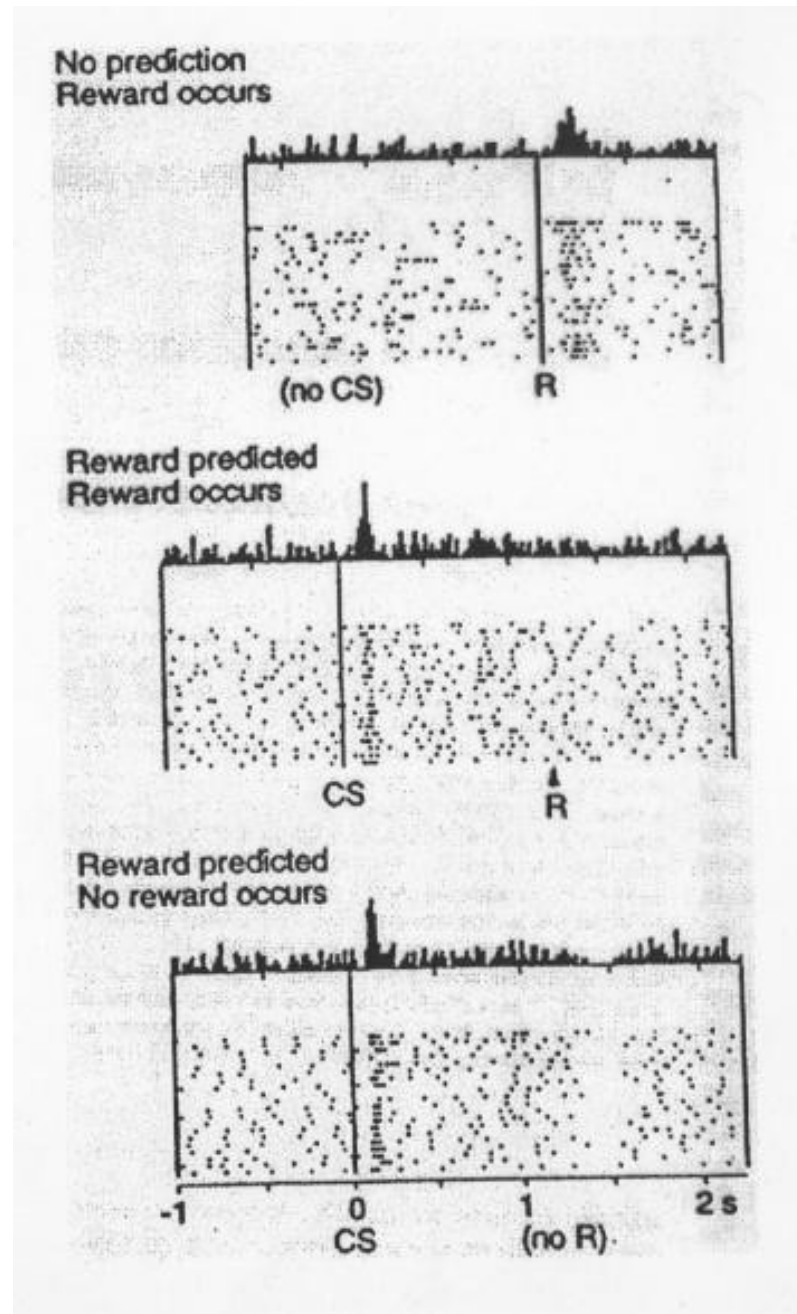 No prediction
Reward occurs
(no CS) R
Reward predicted
Reward occurs
CS R
Reward predicted
No reward occurs
-1 0 1 2 s
CS (no R)